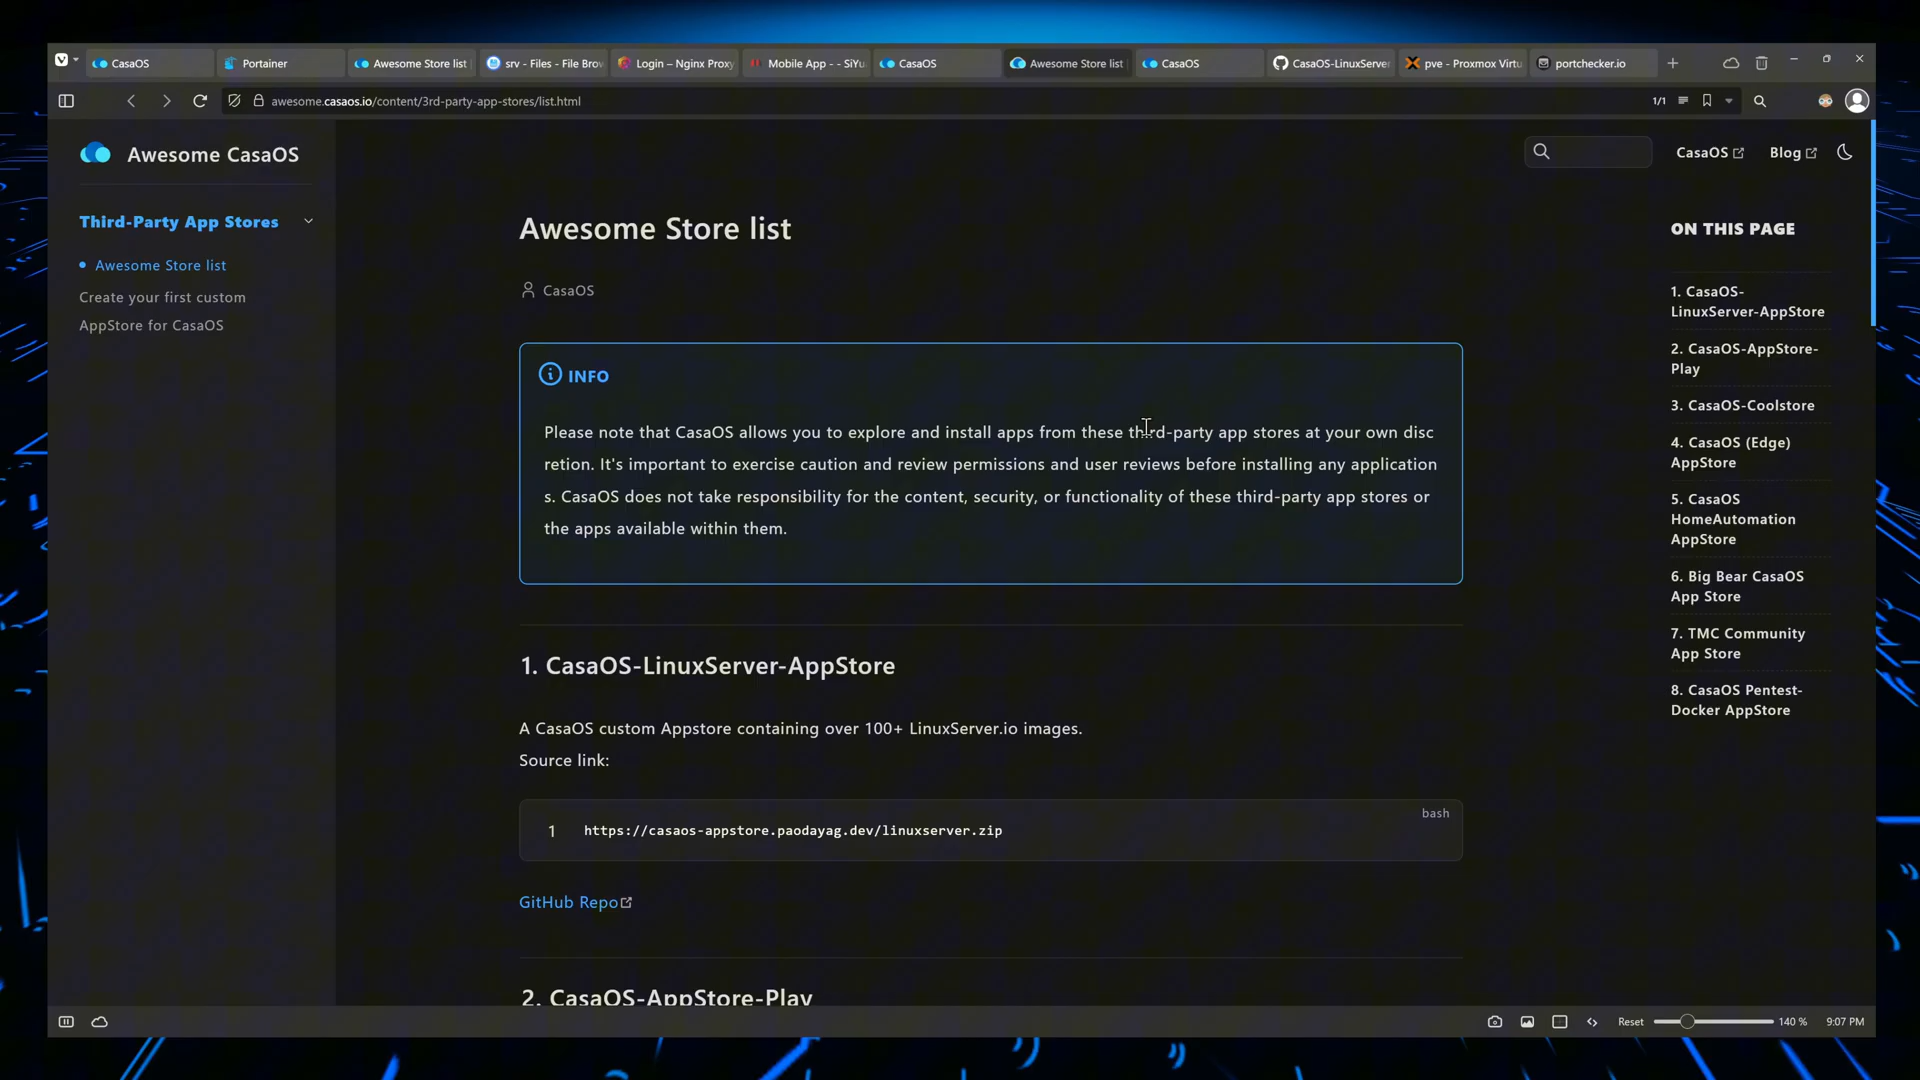 CasaOS
Portainer
Awesome Store list
srv - Files - File Brow
Login – Nginx Proxy
Mobile App - - SiYu
CasaOS
Awesome Store list
CasaOS
CasaOS-LinuxServer
pve - Proxmox Virtu
portchecker.io
awesome.casaos.io/content/3rd-party-app-stores/list.html
1/1
Awesome CasaOS
CasaOS
Blog
Third-Party App Stores
Awesome Store list
Create your first custom
AppStore for CasaOS
Awesome Store list
CasaOS
INFO
Please note that CasaOS allows you to explore and install apps from these third-party app stores at your own disc
retion. It's important to exercise caution and review permissions and user reviews before installing any application
s. CasaOS does not take responsibility for the content, security, or functionality of these third-party app stores or
the apps available within them.
1. CasaOS-LinuxServer-AppStore
A CasaOS custom Appstore containing over 100+ LinuxServer.io images.
Source link:
bash
1 https://casaos-appstore.paodayag.dev/linuxserver.zip
GitHub Repo
2. CasaOS-AppStore-Play
ON THIS PAGE
1. CasaOS-
LinuxServer-AppStore
2. CasaOS-AppStore-
Play
3. CasaOS-Coolstore
4. CasaOS (Edge)
AppStore
5. CasaOS
HomeAutomation
AppStore
6. Big Bear CasaOS
App Store
7. TMC Community
App Store
8. CasaOS Pentest-
Docker AppStore
Reset
140 %
9:07 PM